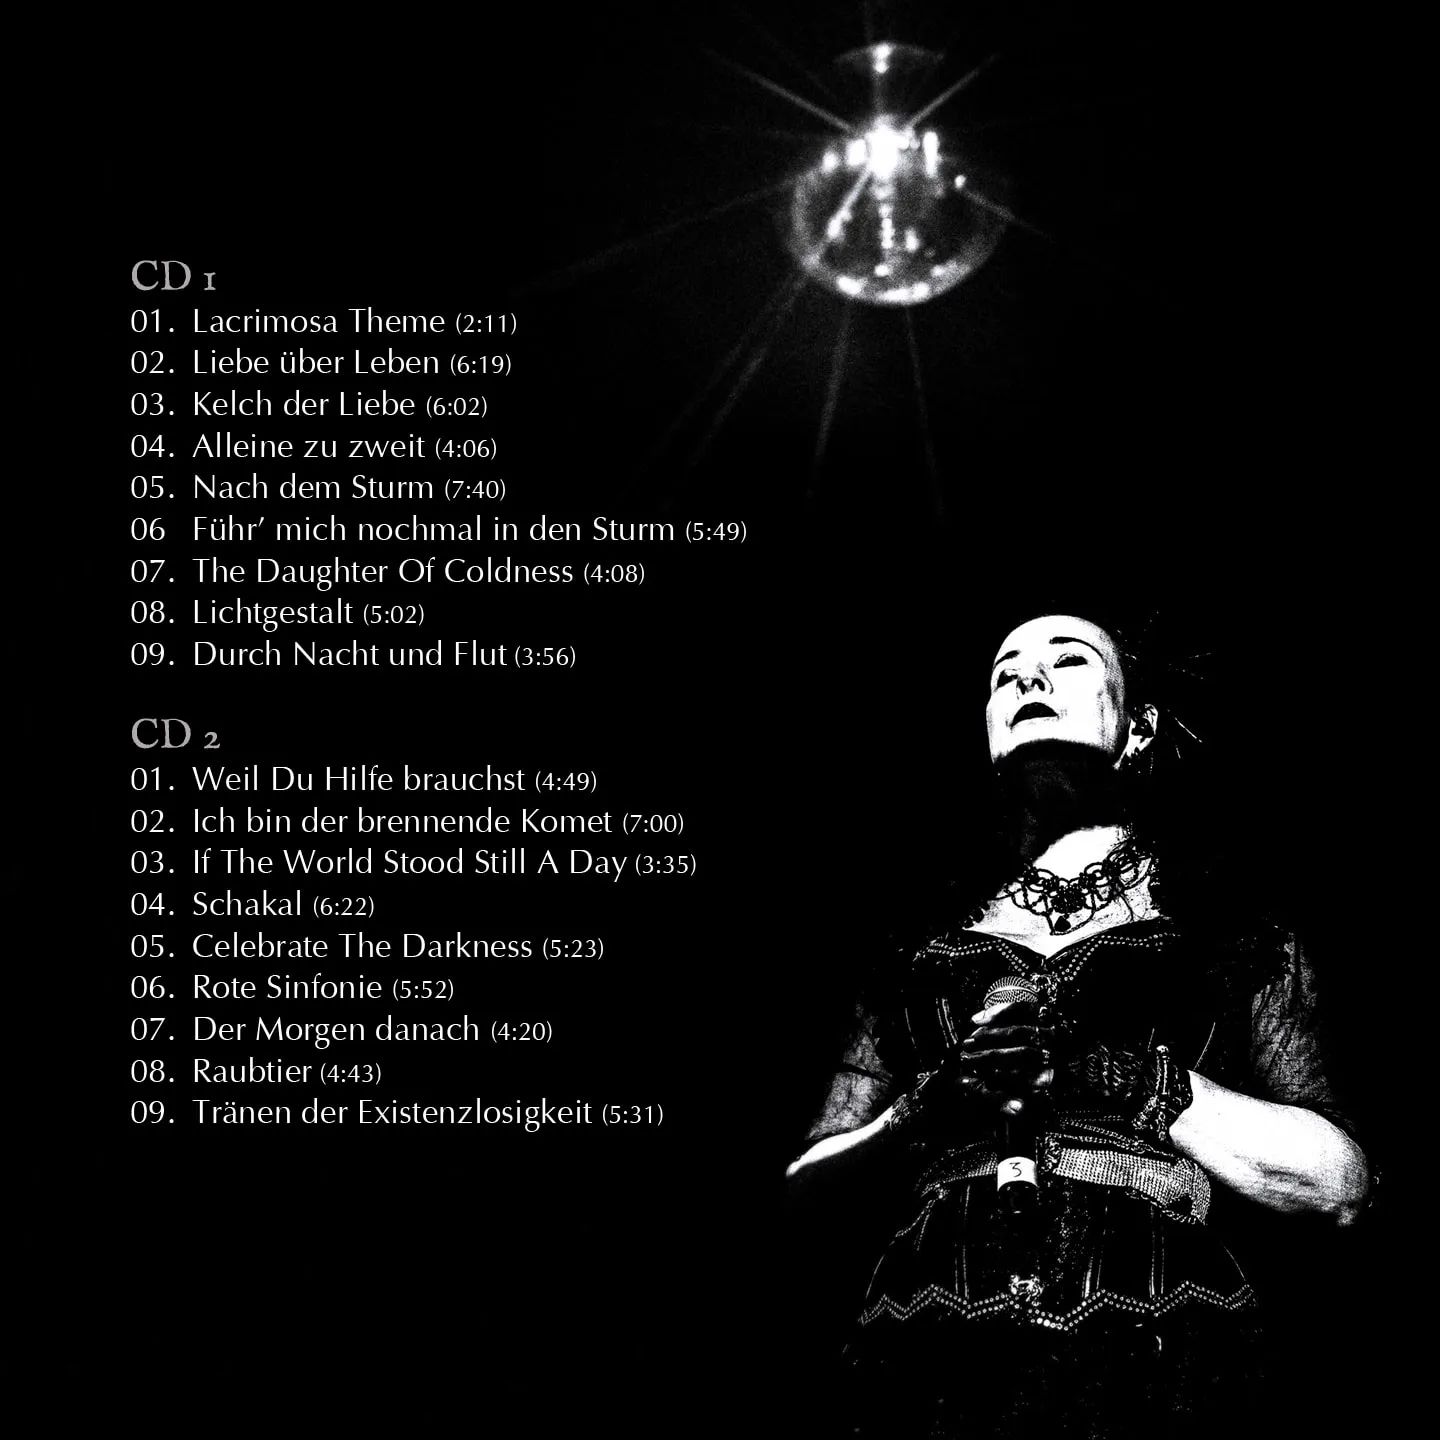 CD 1
01. Lacrimosa Theme (2:11)
02. Liebe über Leben (6:19)
03. Kelch der Liebe (6:02)
04. Alleine zu zweit (4:06)
05. Nach dem Sturm (7:40)
06 Führ’ mich nochmal in den Sturm (5:49)
07. The Daughter Of Coldness (4:08)
08. Lichtgestalt (5:02)
09. Durch Nacht und Flut (3:56)
CD 2
01. Weil Du Hilfe brauchst (4:49)
02. Ich bin der brennende Komet (7:00)
03. If The World Stood Still A Day (3:35)
04. Schakal (6:22)
05. Celebrate The Darkness (5:23)
06. Rote Sinfonie (5:52)
07. Der Morgen danach (4:20)
08. Raubtier (4:43)
09. Tränen der Existenzlosigkeit (5:31)
3